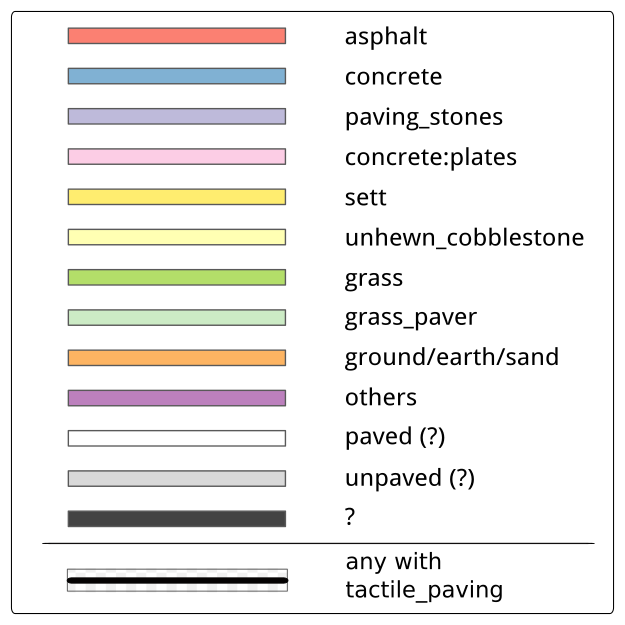 asphalt
concrete
paving_stones
concrete:plates
sett
unhewn_cobblestone
grass
grass_paver
ground/earth/sand
others
paved (?)
unpaved (?)
?
any with
tactile_paving